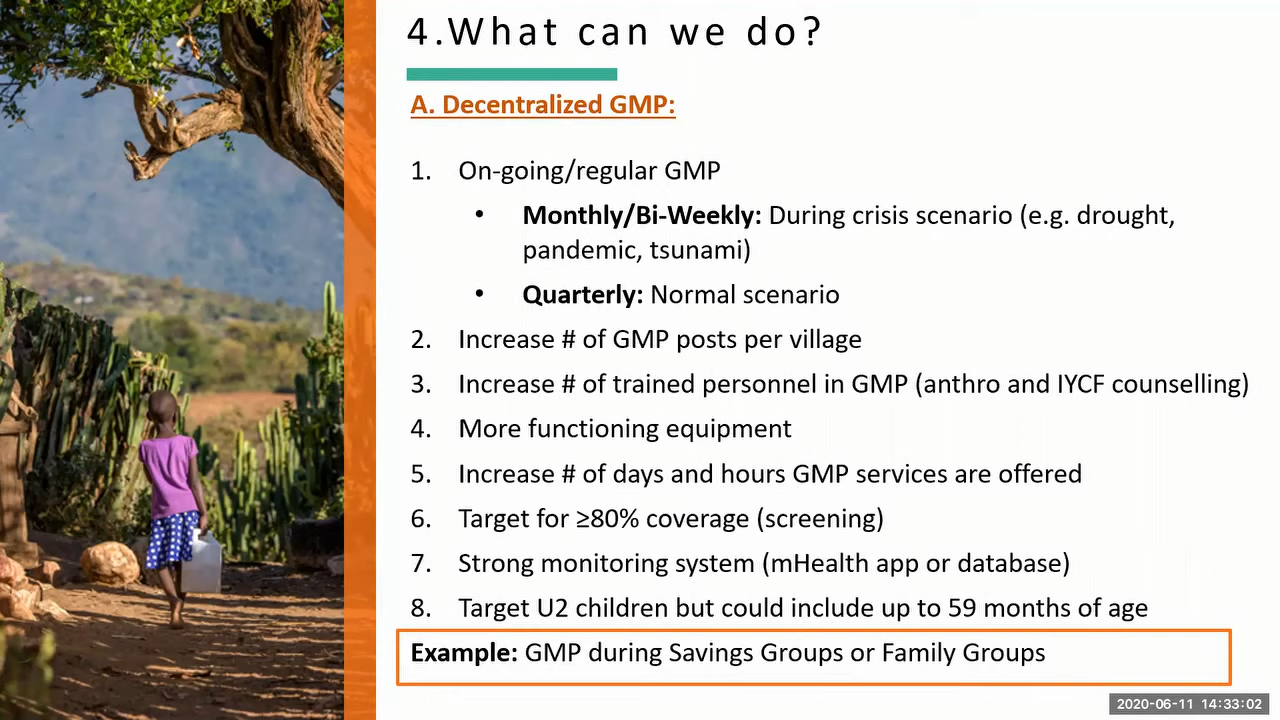 4.What can we do?
A. Decentralized GMP:
1. On-going/regular GMP
• Monthly/Bi-Weekly: During crisis scenario (e.g. drought,
pandemic, tsunami)
• Quarterly: Normal scenario
2. Increase # of GMP posts per village
3. Increase # of trained personnel in GMP (anthro and IYCF counselling)
4. More functioning equipment
5. Increase # of days and hours GMP services are offered
6. Target for ≥80% coverage (screening)
7. Strong monitoring system (mHealth app or database)
8. Target U2 children but could include up to 59 months of age
Example: GMP during Savings Groups or Family Groups
2020-06-11 14:33:02